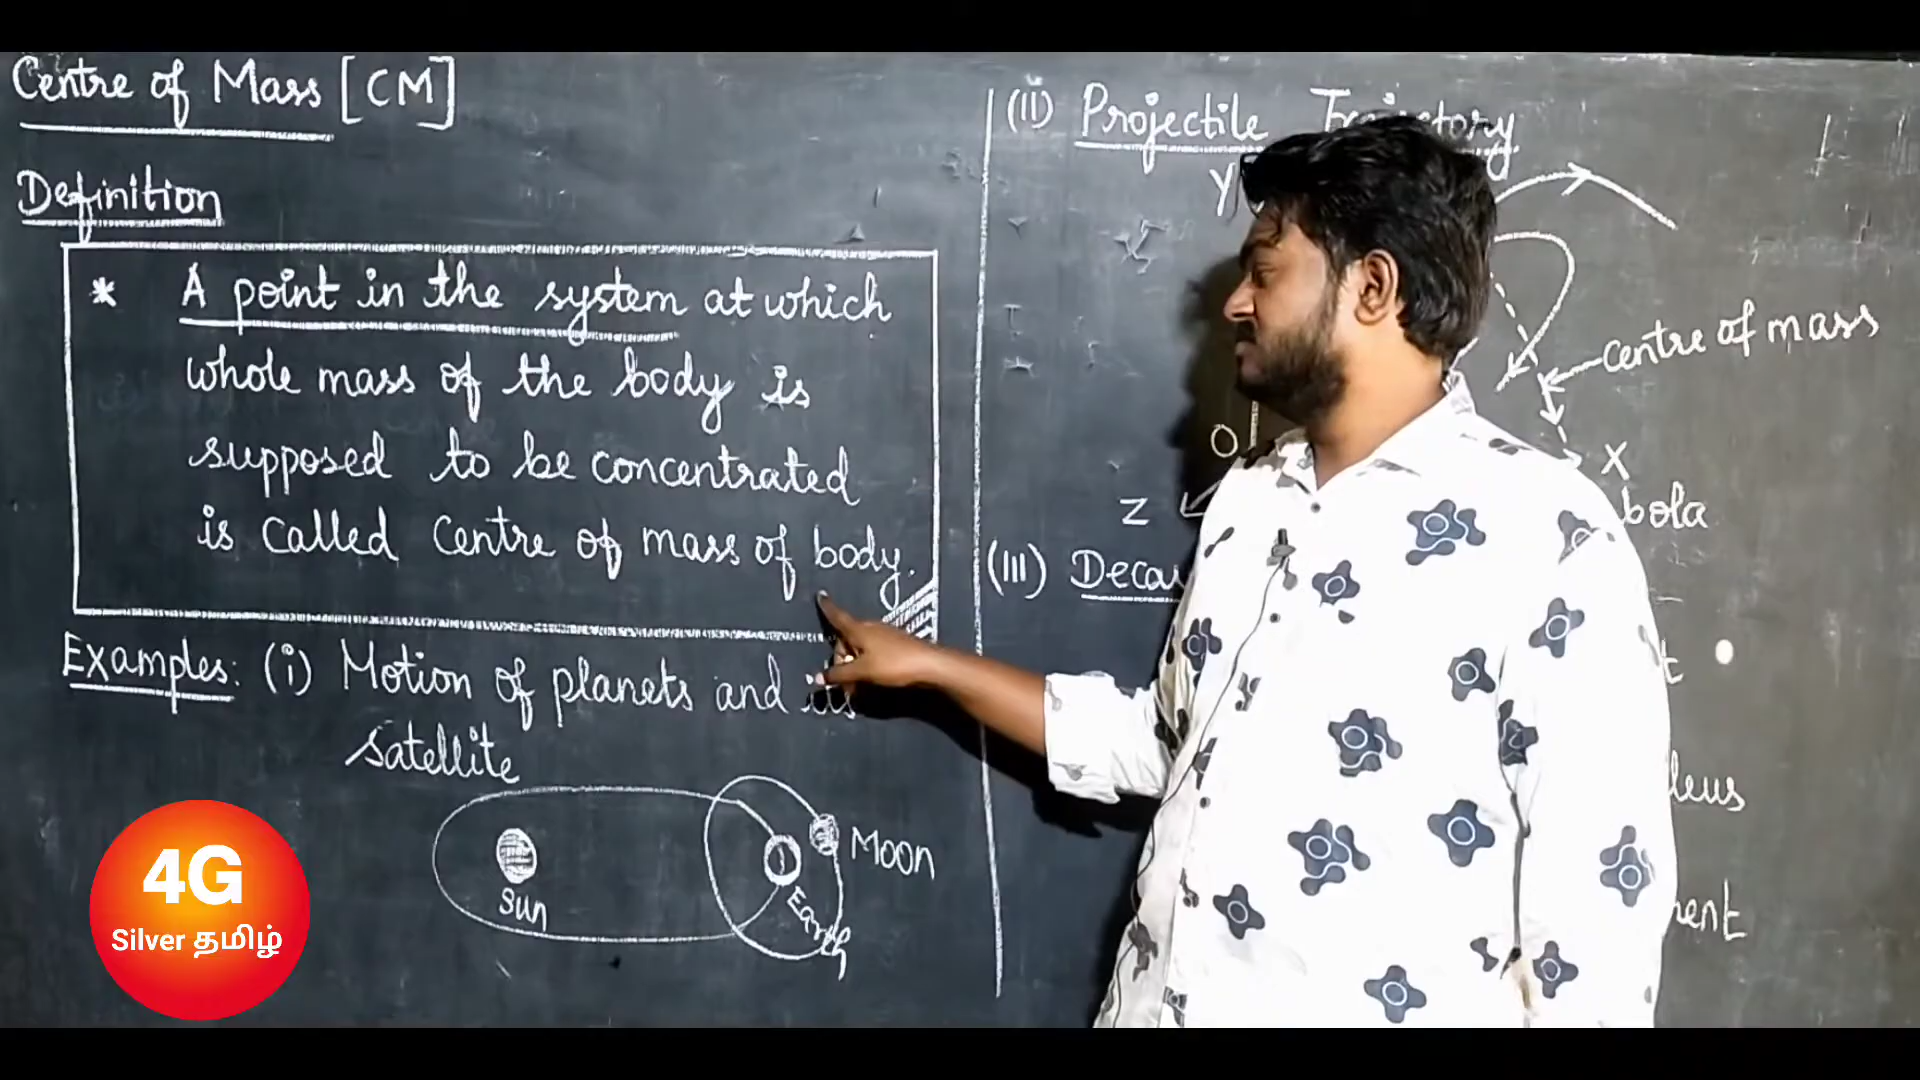 Centre of Mass [CM]
Definition
* A point in the system at which
whole mass of the body is
supposed to be concentrated
is called centre of mass of body.
Examples: (i) Motion of planets and its
satellite
Sun
Earth
Moon
(ii) Projectile Trajectory
Y
centre of mass
O
X
Z
(III)
4G
Silver தமிழ்